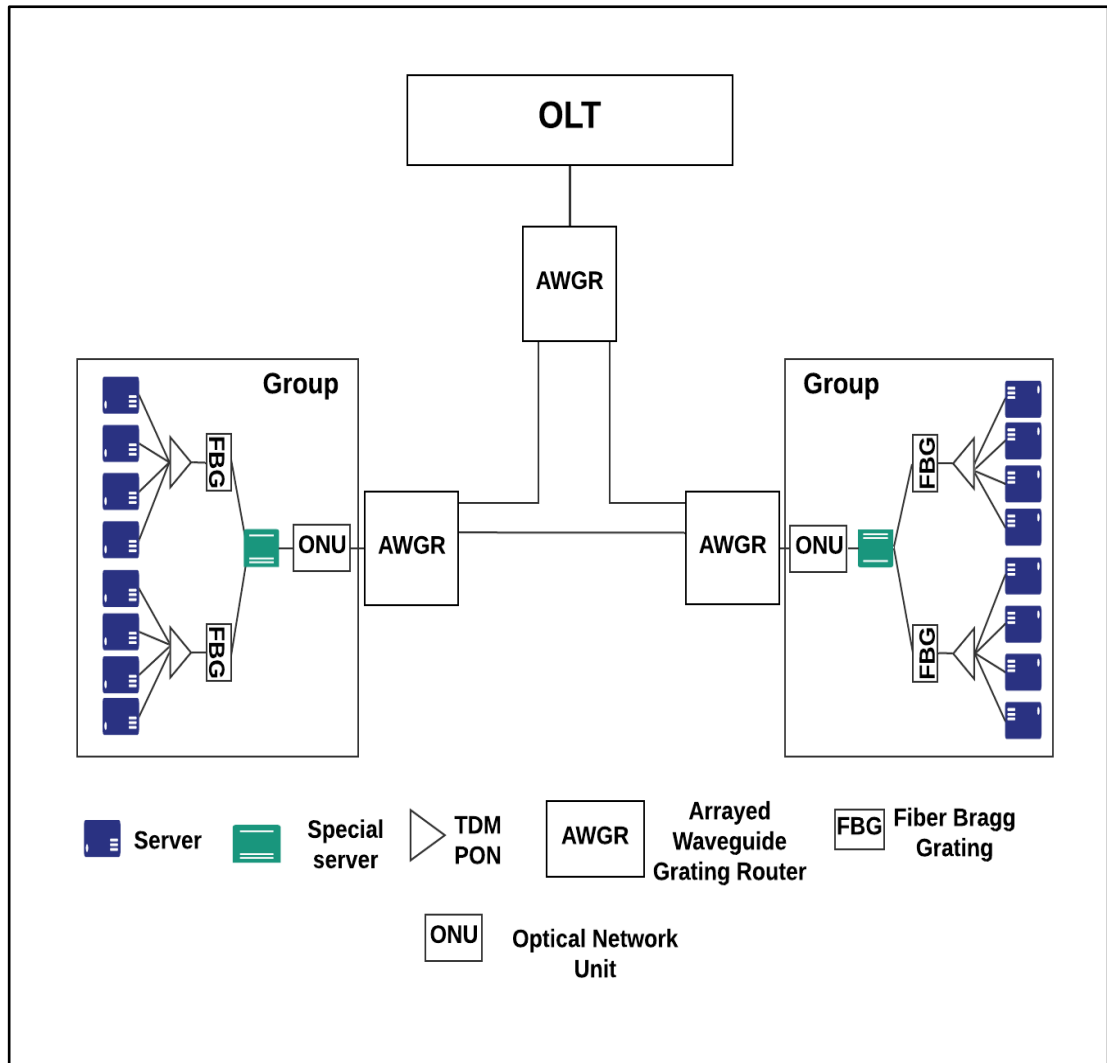 OLT
AWGR
Group
Group
FBG
FBG
ONU
AWGR
AWGR
ONU
FBG
FBG
Server
Special
server
TDM
PON
AWGR
Arrayed
Waveguide
Grating Router
FBG
Fiber Bragg
Grating
ONU
Optical Network
Unit